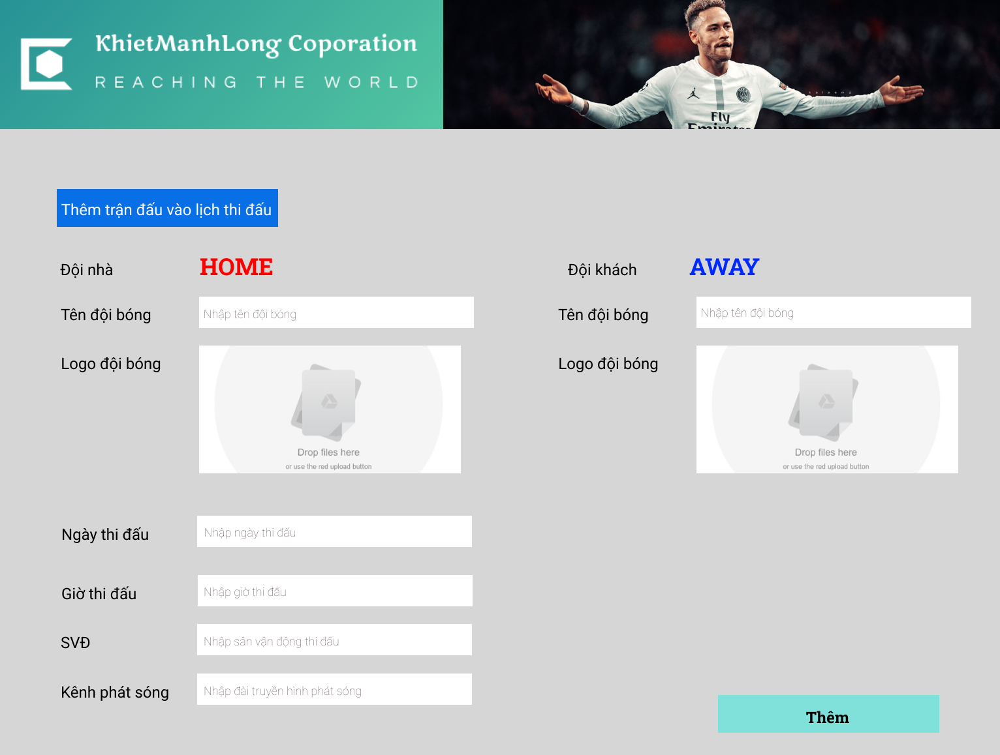 KhietManhLong Coporation
REACHING THE WORLD
Fly
Emirates
Thêm trận đấu vào lịch thi đấu
Đội nhà
HOME
Đội khách
AWAY
Tên đội bóng
Nhập tên đội bóng
Tên đội bóng
Nhập tên đội bóng
Logo đội bóng
Drop files here
or use the red upload button
Logo đội bóng
Drop files here
or use the red upload button
Ngày thi đấu
Nhập ngày thi đấu
Giờ thi đấu
Nhập giờ thi đấu
SVĐ
Nhập sân vận động thi đấu
Kênh phát sóng
Nhập đài truyền hình phát sóng
Thêm